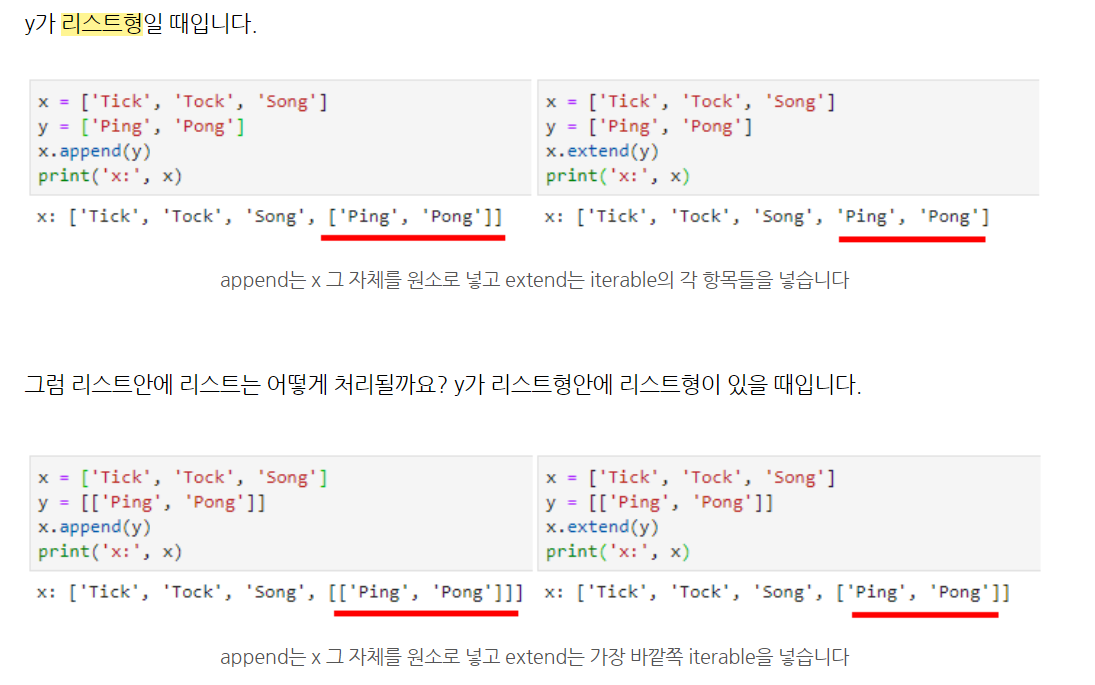 y가 리스트형일 때입니다.
x = ['Tick', 'Tock', 'Song']
y = ['Ping', 'Pong']
x.append(y)
print('x:', x)
x: ['Tick', 'Tock', 'Song', ['Ping', 'Pong']]
x = ['Tick', 'Tock', 'Song']
y = ['Ping', 'Pong']
x.extend(y)
print('x:', x)
x: ['Tick', 'Tock', 'Song', 'Ping', 'Pong']
append는 x 그 자체를 원소로 넣고 extend는 iterable의 각 항목들을 넣습니다
그럼 리스트안에 리스트는 어떻게 처리될까요? y가 리스트형안에 리스트형이 있을 때입니다.
x = ['Tick', 'Tock', 'Song']
y = [['Ping', 'Pong']]
x.append(y)
print('x:', x)
x: ['Tick', 'Tock', 'Song', [['Ping', 'Pong']]]
x = ['Tick', 'Tock', 'Song']
y = [['Ping', 'Pong']]
x.extend(y)
print('x:', x)
x: ['Tick', 'Tock', 'Song', ['Ping', 'Pong']]
append는 x 그 자체를 원소로 넣고 extend는 가장 바깥쪽 iterable을 넣습니다